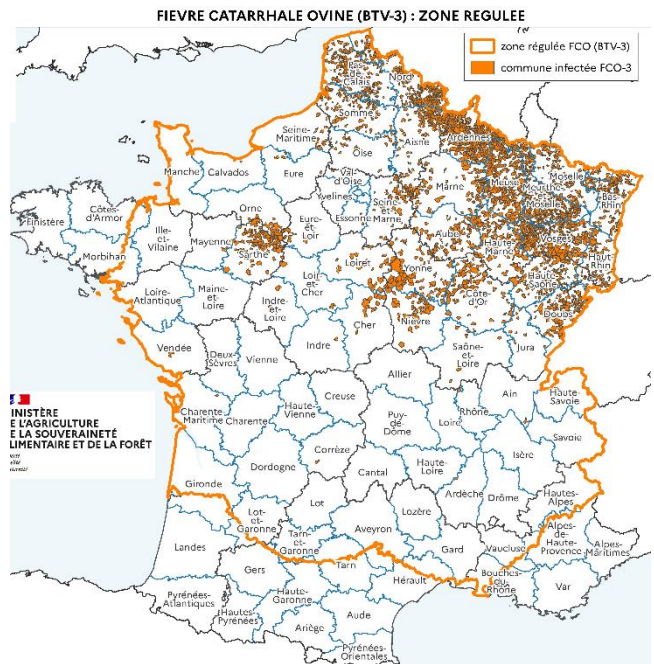 FIEVRE CATARRHALE OVINE (BTV-3) : ZONE REGULEE
zone régulée FCO (BTV-3)
commune infectée FCO-3
Pas-de-Calais
Nord
Somme
Seine-Maritime
Oise
Aisne
Ardennes
Manche
Calvados
Eure
Val-d'Oise
Yvelines
Essonne
Seine-et-Marne
Marne
Meuse
Meurthe-et-Moselle
Moselle
Bas-Rhin
Finistère
Côtes-d'Armor
Morbihan
Ille-et-Vilaine
Mayenne
Orne
Sarthe
Eure-et-Loir
Loiret
Aube
Yonne
Haute-Marne
Vosges
Haut-Rhin
Haute-Saône
Loire-Atlantique
Maine-et-Loire
Indre-et-Loire
Loir-et-Cher
Cher
Nièvre
Côte-d'Or
Doubs
Vendée
Deux-Sèvres
Vienne
Indre
Allier
Saône-et-Loire
Jura
Charente-Maritime
Charente
Haute-Vienne
Creuse
Puy-de-Dôme
Loire
Rhône
Ain
Haute-Savoie
Savoie
Isère
Corrèze
Dordogne
Gironde
Cantal
Haute-Loire
Ardèche
Drôme
Hautes-Alpes
Lot-et-Garonne
Lot
Aveyron
Lozère
Landes
Tarn-et-Garonne
Tarn
Gard
Vaucluse
Alpes-de-Haute-Provence
Alpes-Maritimes
Gers
Haute-Garonne
Hérault
Bouches-du-Rhône
Var
Pyrénées-Atlantiques
Hautes-Pyrénées
Ariège
Aude
Pyrénées-Orientales
INISTÈRE
E L'AGRICULTURE
E LA SOUVERAINETÉ
LIMENTAIRE ET DE LA FORÊT